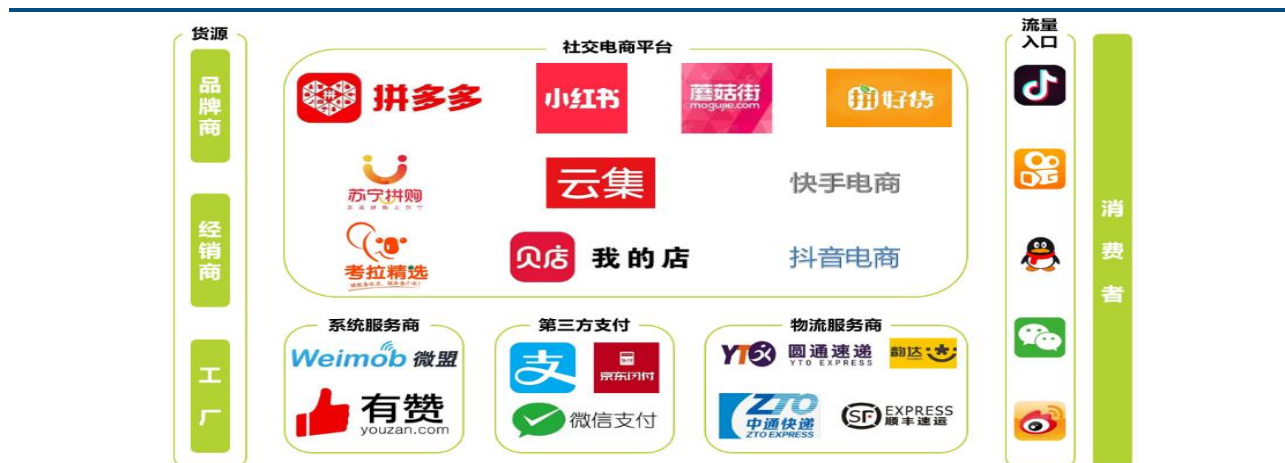 货源
品牌商
经销商
工厂
社交电商平台
拼多多
小红书
蘑菇街
mogujie.com
拼好货
苏宁拼购
云集
快手电商
考拉精选
贝店
我的店
抖音电商
系统服务商
Weimob 微盟
有赞
youzan.com
第三方支付
支
京东闪付
微信支付
物流服务商
YTO 圆通速递
YTO EXPRESS
韵达
ZTO
中通快递
ZTO EXPRESS
SF EXPRESS
顺丰速运
流量
入口
消费者